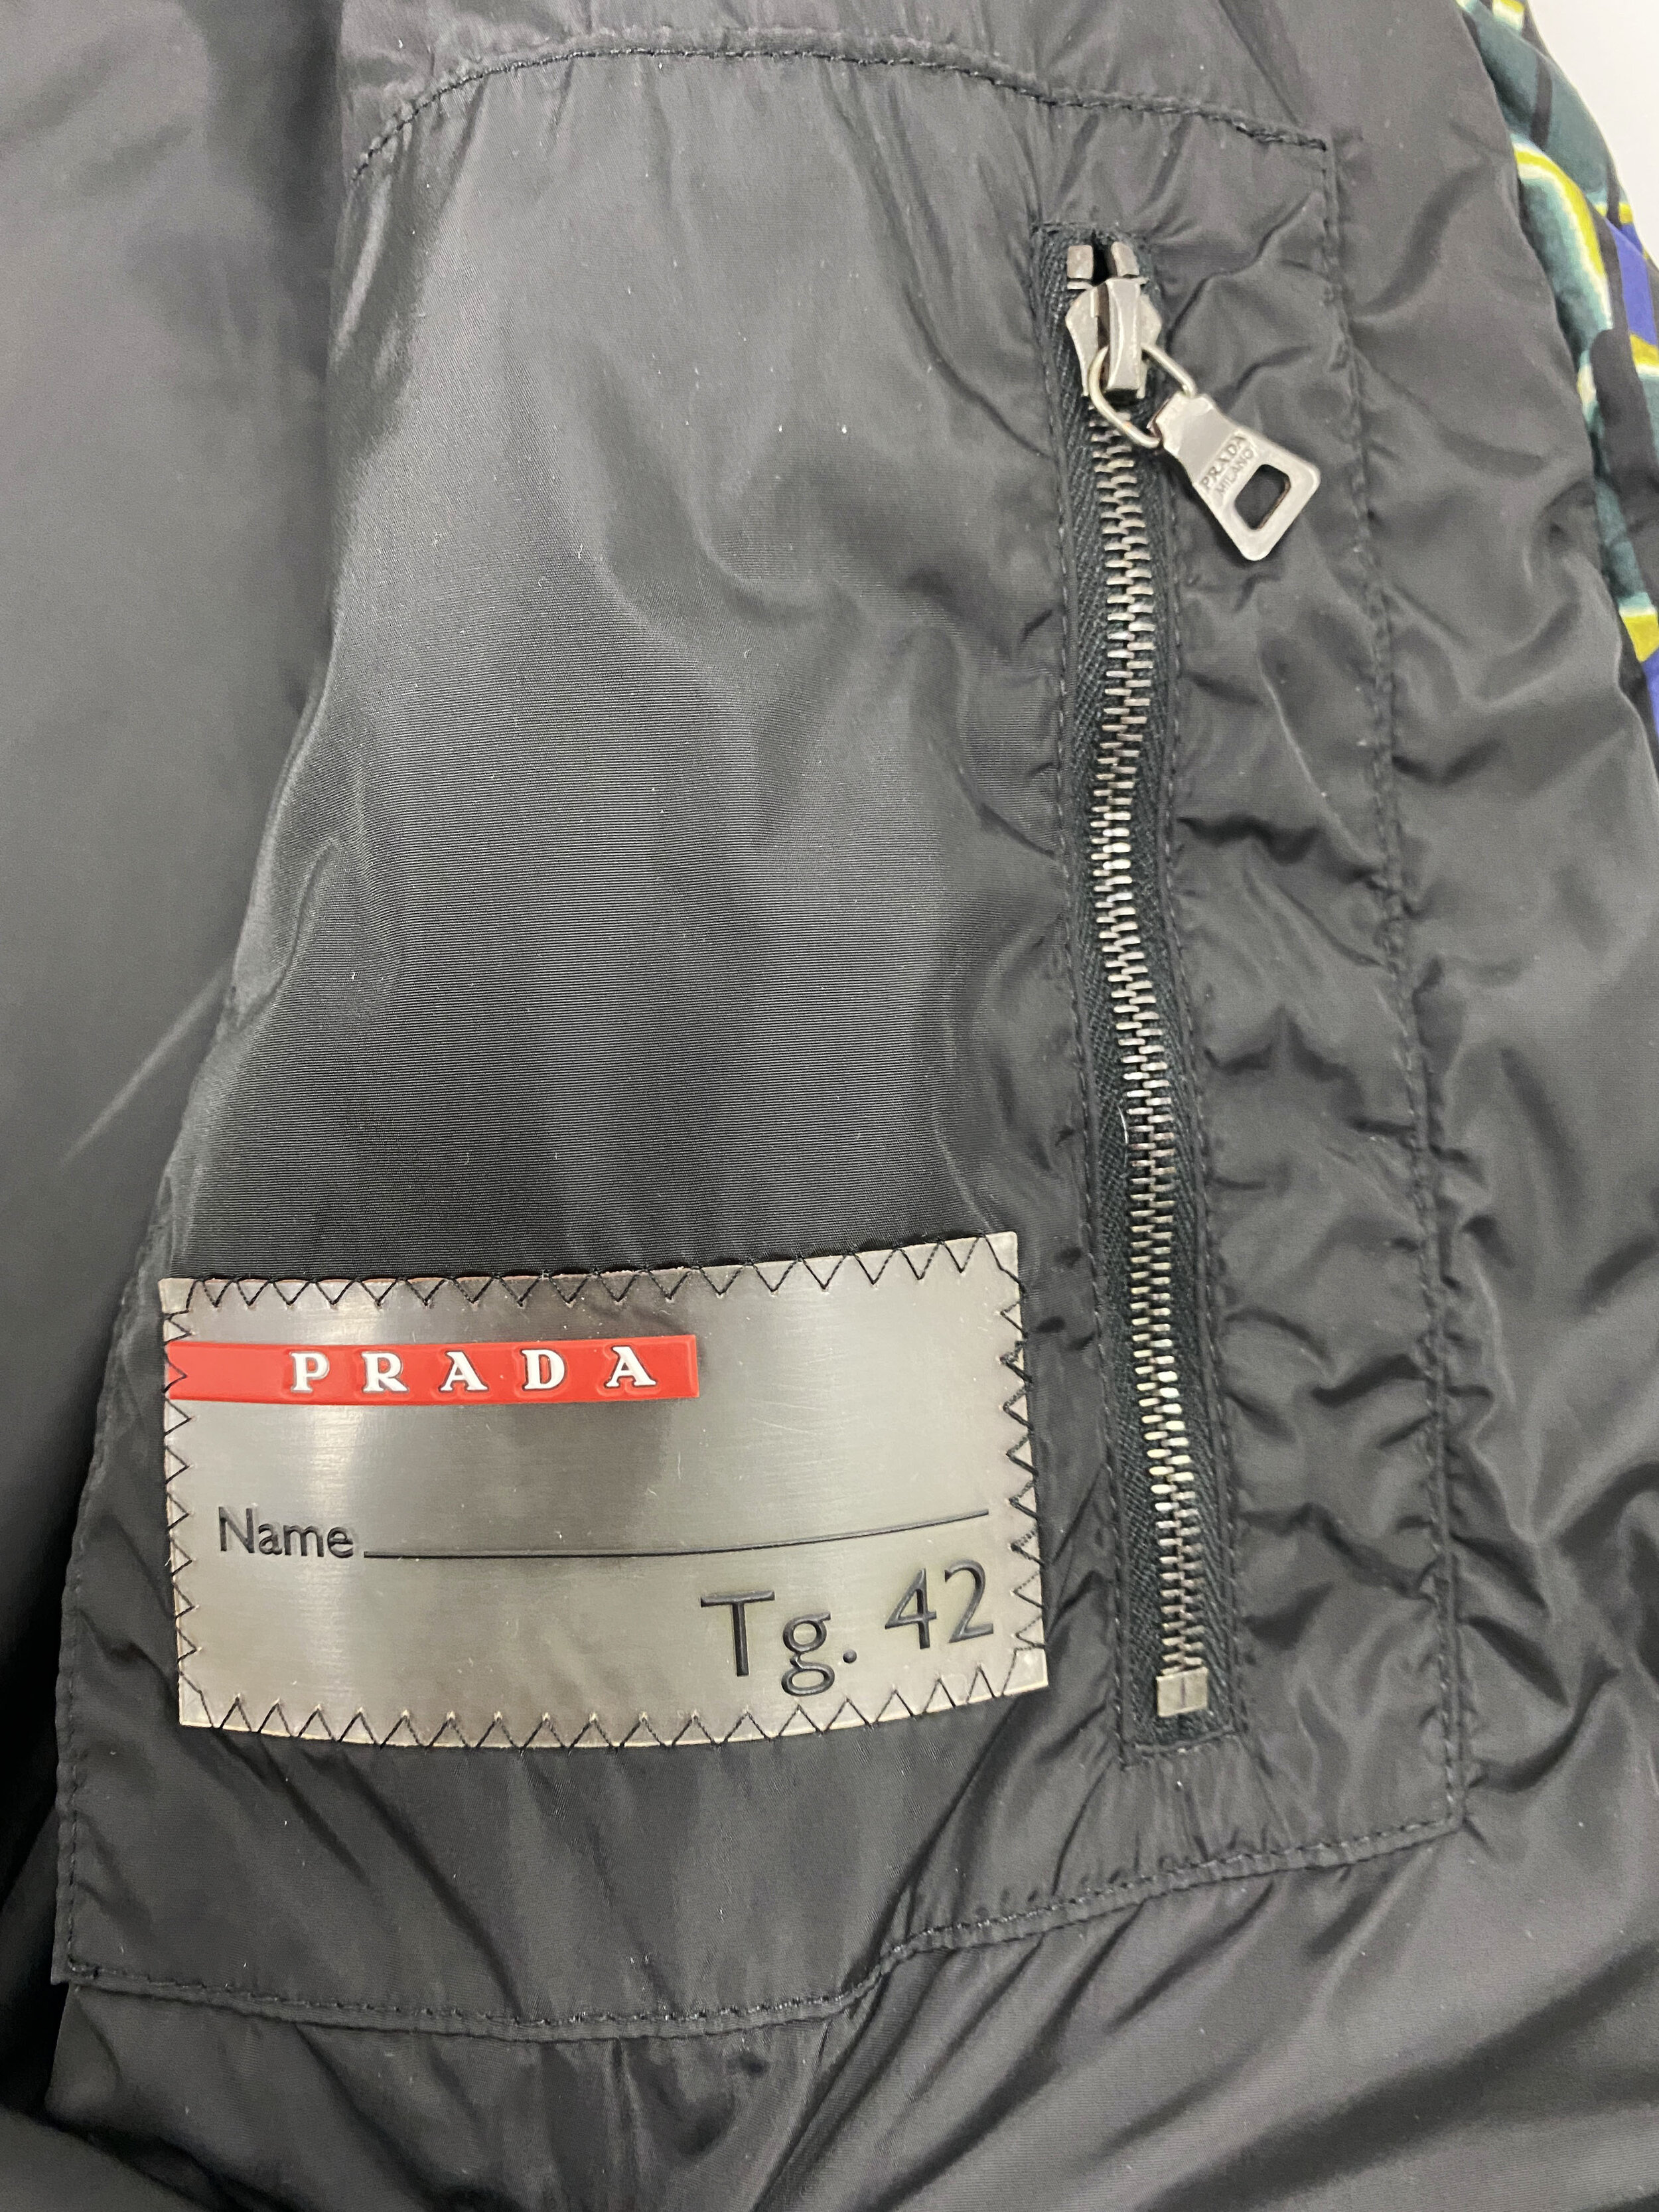 PRADA
MILANO
PRADA
Name
Tg. 42